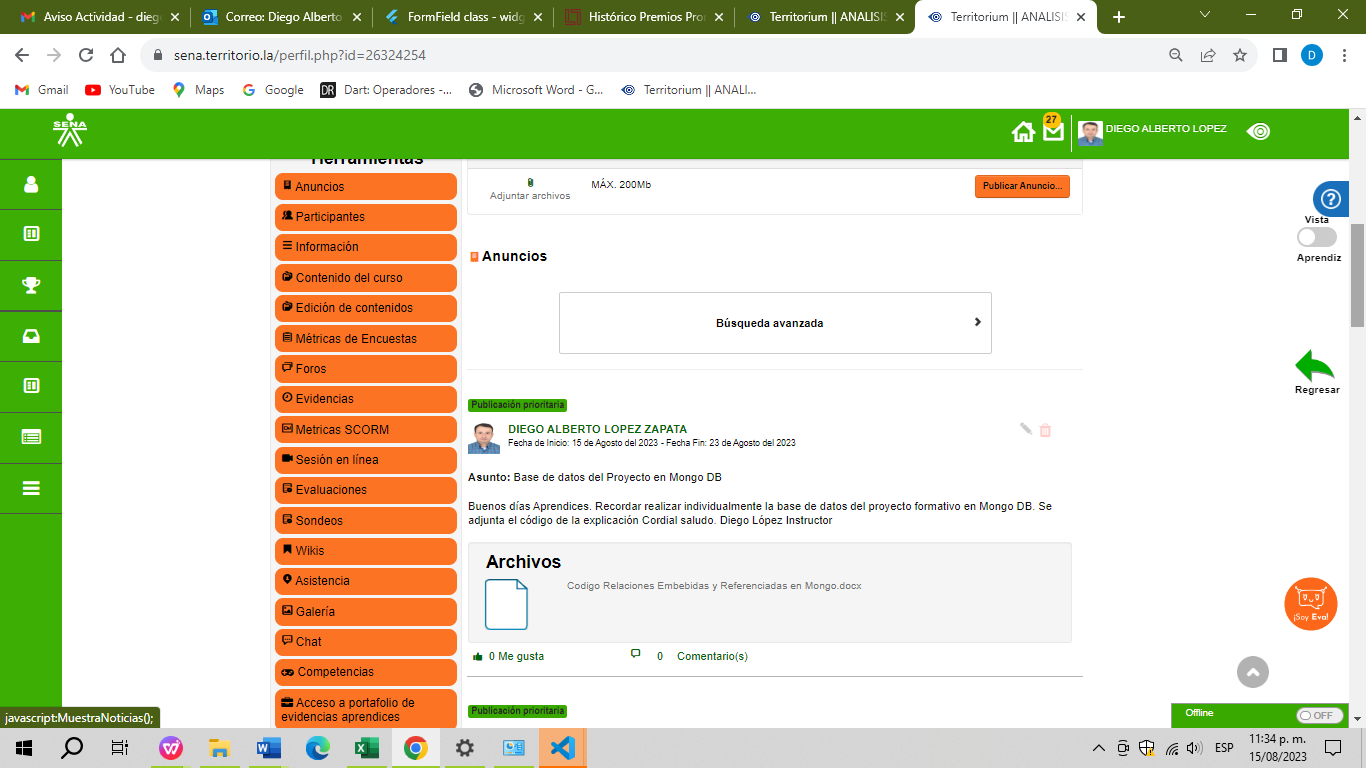 Aviso Actividad - dieg
Correo: Diego Alberto
FormField class - widg
Histórico Premios Pror
Territorium || ANALISIS
Territorium || ANALISIS
sena.territorio.la/perfil.php?id=26324254
D
Gmail
YouTube
Maps
Google
DR Dart: Operadores -...
Microsoft Word - G...
Territorium || ANALI...
SENA
27
DIEGO ALBERTO LOPEZ
Herramientas
Anuncios
Participantes
Información
Contenido del curso
Edición de contenidos
Métricas de Encuestas
Foros
Evidencias
Metricas SCORM
Sesión en línea
Evaluaciones
Sondeos
Wikis
Asistencia
Galería
Chat
Competencias
Acceso a portafolio de
evidencias aprendices
Adjuntar archivos
MÁX. 200Mb
Publicar Anuncio...
Anuncios
Búsqueda avanzada
Publicación prioritaria
DIEGO ALBERTO LOPEZ ZAPATA
Fecha de Inicio: 15 de Agosto del 2023 - Fecha Fin: 23 de Agosto del 2023
Asunto: Base de datos del Proyecto en Mongo DB
Buenos días Aprendices. Recordar realizar individualmente la base de datos del proyecto formativo en Mongo DB. Se
adjunta el código de la explicación Cordial saludo. Diego López Instructor
Archivos
Codigo Relaciones Embebidas y Referenciadas en Mongo.docx
0 Me gusta
0 Comentario(s)
Publicación prioritaria
?
Vista
Aprendiz
Regresar
¡Soy Eva!
Offline
OFF
javascript:MuestraNoticias();
ESP
11:34 p. m.
15/08/2023